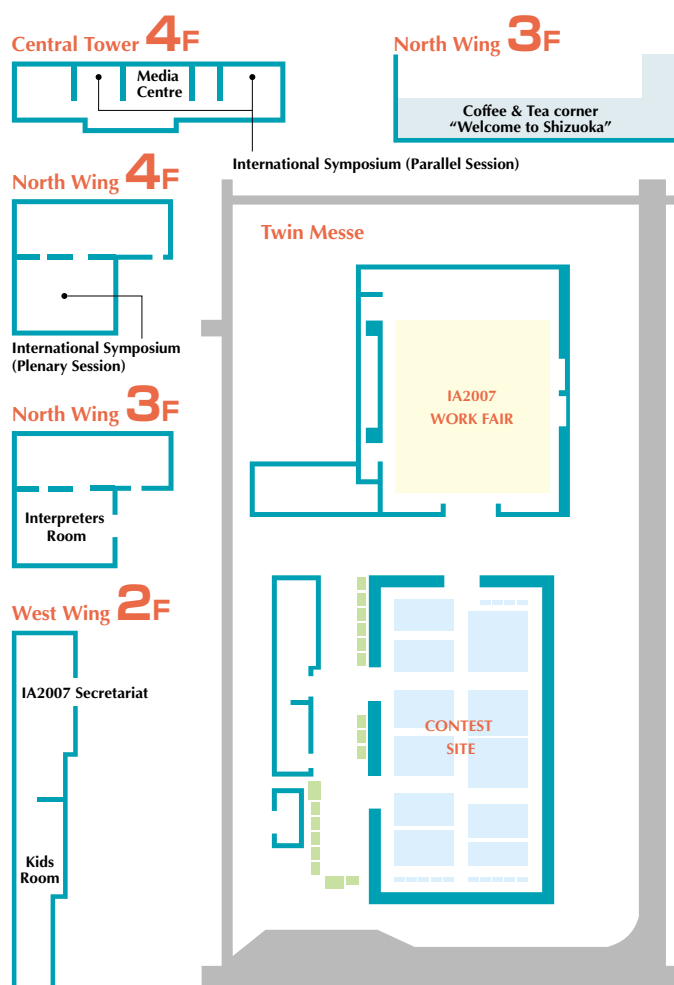 Central Tower 4F
Media
Centre
International Symposium (Parallel Session)
North Wing 3F
Coffee & Tea corner
“Welcome to Shizuoka”
North Wing 4F
International Symposium
(Plenary Session)
North Wing 3F
Interpreters
Room
West Wing 2F
IA2007 Secretariat
Kids
Room
Twin Messe
IA2007
WORK FAIR
CONTEST
SITE